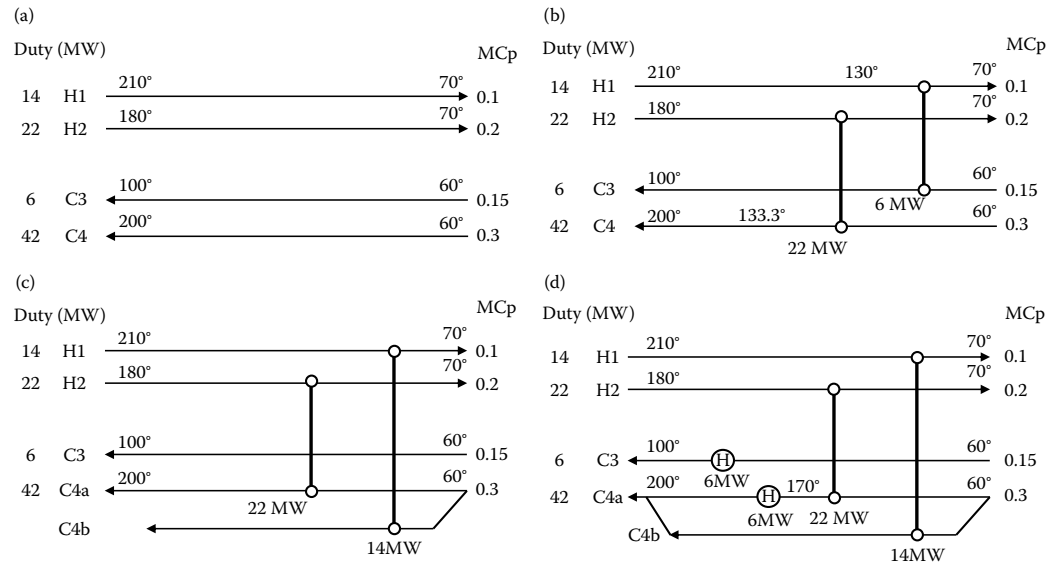 (a)
Duty (MW) MCp
14 H1 210° 70° 0.1
22 H2 180° 70° 0.2
6 C3 100° 60° 0.15
42 C4 200° 60° 0.3
(b)
Duty (MW) MCp
14 H1 210° 130° 70° 0.1
22 H2 180° 70° 0.2
6 C3 100° 60° 0.15
6 MW
42 C4 200° 133.3° 60° 0.3
22 MW
(c)
Duty (MW) MCp
14 H1 210° 70° 0.1
22 H2 180° 70° 0.2
6 C3 100° 60° 0.15
42 C4a 200° 60° 0.3
22 MW
C4b
14MW
(d)
Duty (MW) MCp
14 H1 210° 70° 0.1
22 H2 180° 70° 0.2
6 C3 100° H 60° 0.15
6MW
42 C4a 200° H 170° 60° 0.3
6MW 22 MW
C4b
14MW